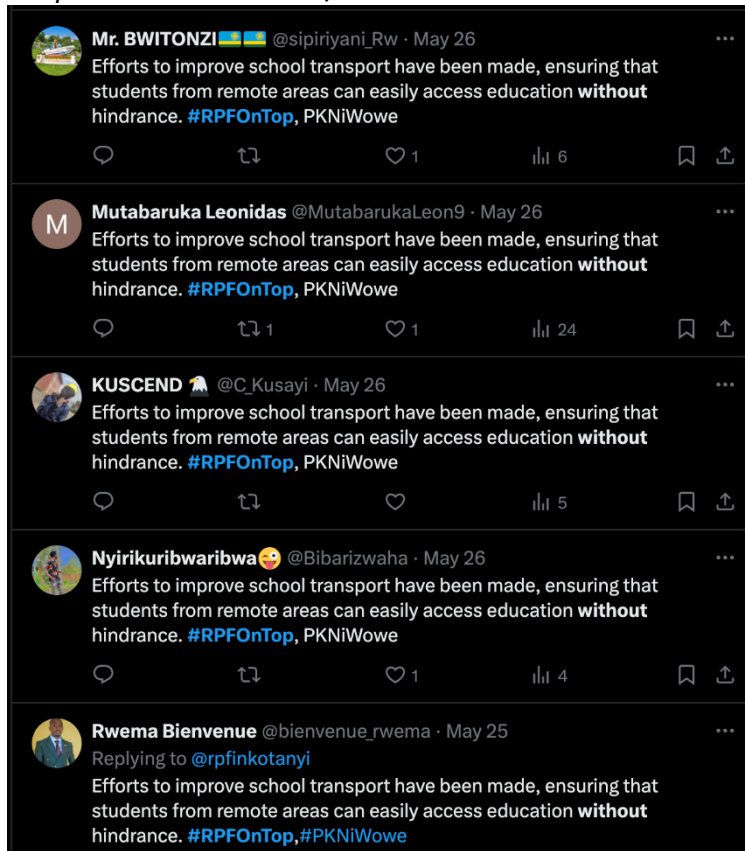 Mr. BWITONZI🇷🇼🇷🇼 @sipiriyani_Rw · May 26
Efforts to improve school transport have been made, ensuring that
students from remote areas can easily access education without
hindrance. #RPFOnTop, PKNiWowe
1 6
Mutabaruka Leonidas @MutabarukaLeon9 · May 26
M
Efforts to improve school transport have been made, ensuring that
students from remote areas can easily access education without
hindrance. #RPFOnTop, PKNiWowe
1 1 24
KUSCEND 🦅 @C_Kusayi · May 26
Efforts to improve school transport have been made, ensuring that
students from remote areas can easily access education without
hindrance. #RPFOnTop, PKNiWowe
5
Nyirikuribwaribwa😜 @Bibarizwaha · May 26
Efforts to improve school transport have been made, ensuring that
students from remote areas can easily access education without
hindrance. #RPFOnTop, PKNiWowe
1 4
Rwema Bienvenue @bienvenue_rwema · May 25
Replying to @rpfinkotanyi
Efforts to improve school transport have been made, ensuring that
students from remote areas can easily access education without
hindrance. #RPFOnTop,#PKNiWowe